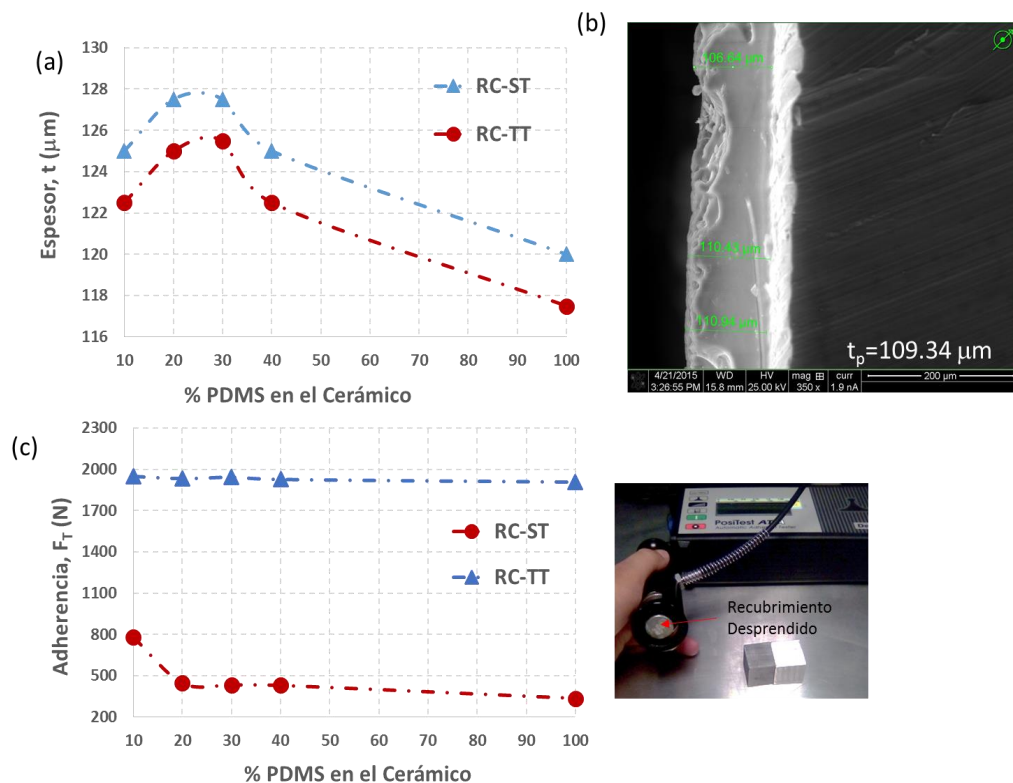 (a)
130
128
126
124
122
120
118
116
10 20 30 40 50 60 70 80 90 100
Espesor, t (µm)
% PDMS en el Cerámico
RC-ST
RC-TT
(b)
106.64 µm
110.43 µm
110.94 µm
tₚ=109.34 µm
4/21/2015 WD HV mag curr
3:26:55 PM 15.8 mm 25.00 kV 350 x 1.9 nA
200 µm
(c)
2300
2000
1700
1400
1100
800
500
200
10 20 30 40 50 60 70 80 90 100
Adherencia, F_T (N)
% PDMS en el Cerámico
RC-ST
RC-TT
PosiTest AT
Recubrimiento
Desprendido